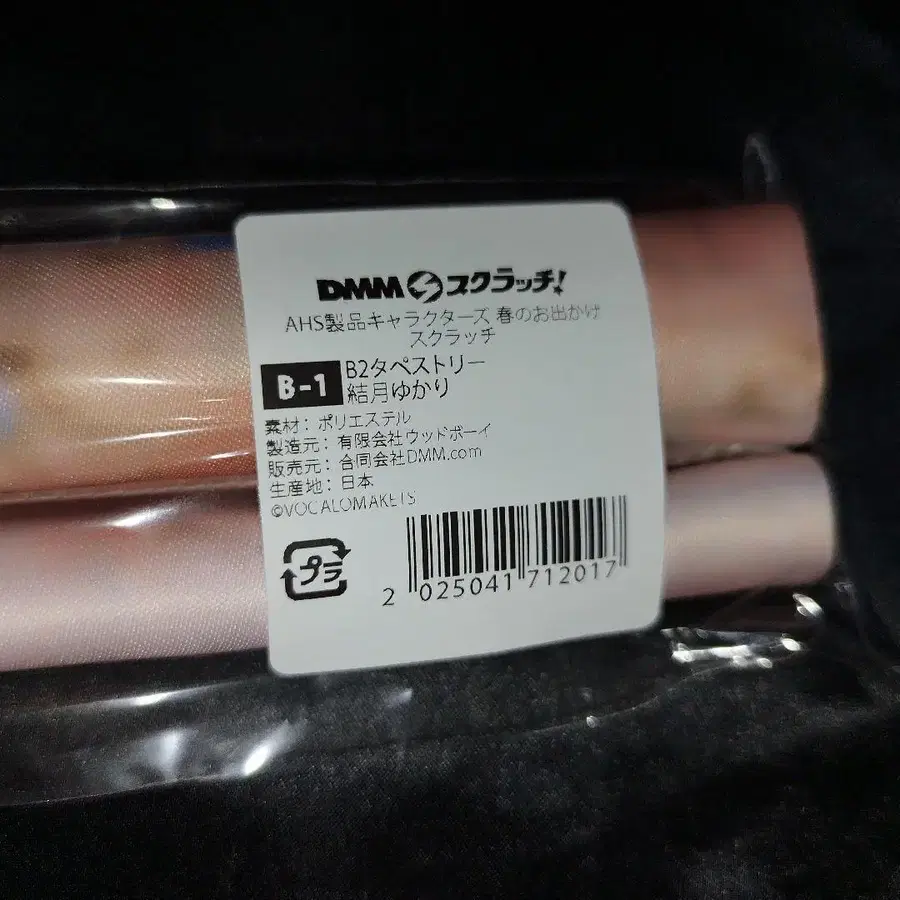 DMMスクラッチ!
AHS製品キャラクターズ 春のお出かけ
スクラッチ
B-1
B2タペストリー
結月ゆかり
素材：ポリエステル
製造元：有限会社ウッドボーイ
販売元：合同会社DMM.com
生産地：日本
©VOCALOMAKETS
プラ
2 025041 712017